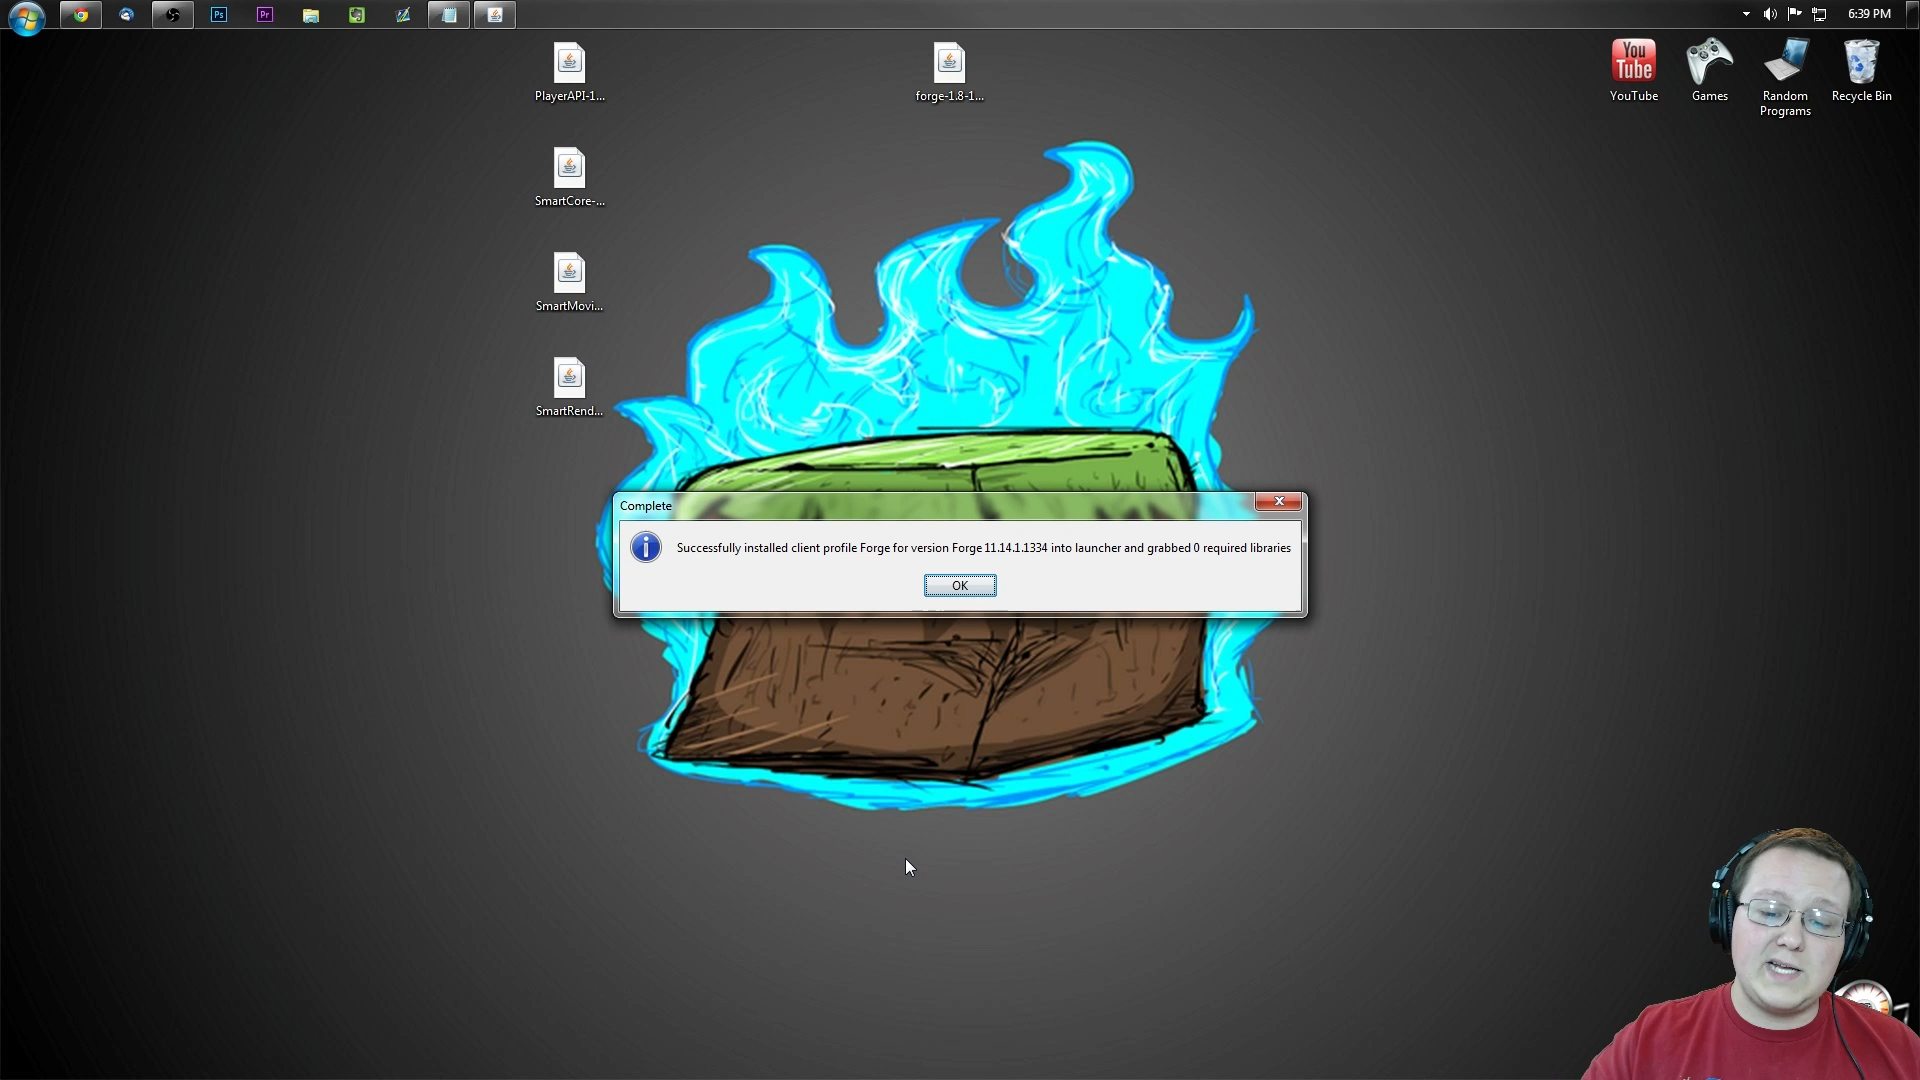 Ps
Pr
6:39 PM
PlayerAPI-1...
forge-1.8-1...
You
Tube
YouTube
Games
Random
Programs
Recycle Bin
SmartCore-...
SmartMovi...
SmartRend...
Complete
Successfully installed client profile Forge for version Forge 11.14.1.1334 into launcher and grabbed 0 required libraries
OK